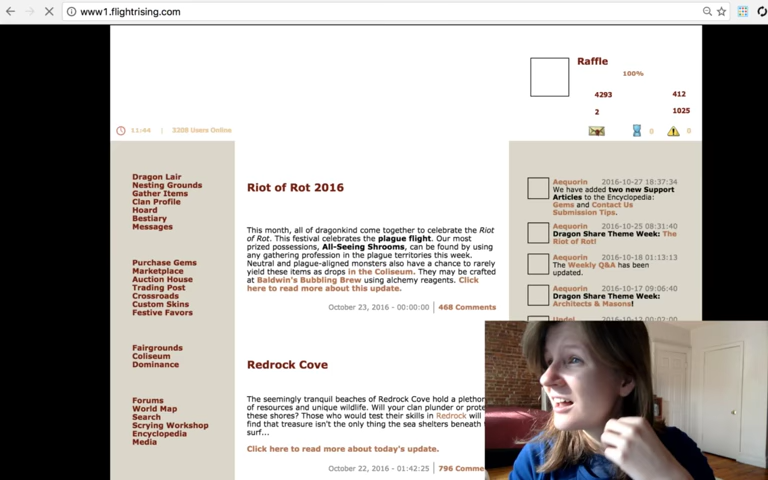 www1.flightrising.com
Raffle
100%
4293
412
2
1025
11:44 | 3308 Users Online
0
0
Dragon Lair
Nesting Grounds
Gather Items
Clan Profile
Hoard
Bestiary
Messages
Purchase Gems
Marketplace
Auction House
Trading Post
Crossroads
Custom Skins
Festive Favors
Fairgrounds
Coliseum
Dominance
Forums
World Map
Search
Scrying Workshop
Encyclopedia
Media
Riot of Rot 2016
This month, all of dragonkind come together to celebrate the Riot
of Rot. This festival celebrates the plague flight. Our most
prized possessions, All-Seeing Shrooms, can be found by using
any gathering profession in the plague territories this week.
Neutral and plague-aligned monsters also have a chance to rarely
yield these items as drops in the Coliseum. They may be crafted
at Baldwin's Bubbling Brew using alchemy reagents. Click
here to read more about this update.
October 23, 2016 - 00:00:00 | 468 Comments
Redrock Cove
The seemingly tranquil beaches of Redrock Cove hold a plethor
of resources and unique wildlife. Will your clan plunder or prote
these shores? Those who would test their skills in Redrock will
find that treasure isn't the only thing the sea shelters beneath
surf...
Click here to read more about today's update.
October 22, 2016 - 01:42:25 | 796 Comme
Aequorin 2016-10-27 18:37:34
We have added two new Support
Articles to the Encyclopedia:
Gems and Contact Us
Submission Tips.
Aequorin 2016-10-25 08:31:40
Dragon Share Theme Week: The
Riot of Rot!
Aequorin 2016-10-18 01:13:13
The Weekly Q&A has been
updated.
Aequorin 2016-10-17 09:06:40
Dragon Share Theme Week:
Architects & Masons!